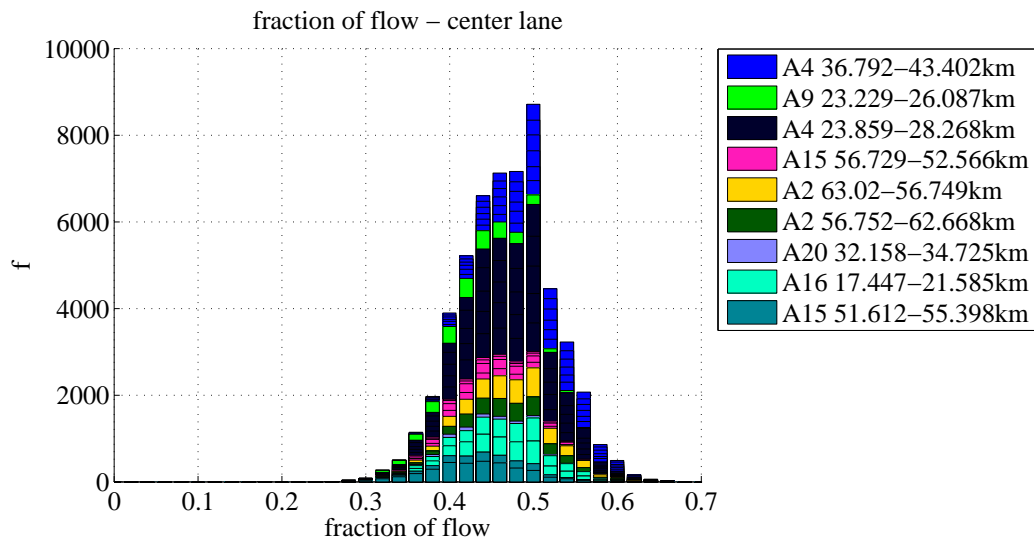 fraction of flow − center lane
10000
8000
6000
4000
2000
0
f
0 0.1 0.2 0.3 0.4 0.5 0.6 0.7
fraction of flow
A4 36.792−43.402km
A9 23.229−26.087km
A4 23.859−28.268km
A15 56.729−52.566km
A2 63.02−56.749km
A2 56.752−62.668km
A20 32.158−34.725km
A16 17.447−21.585km
A15 51.612−55.398km